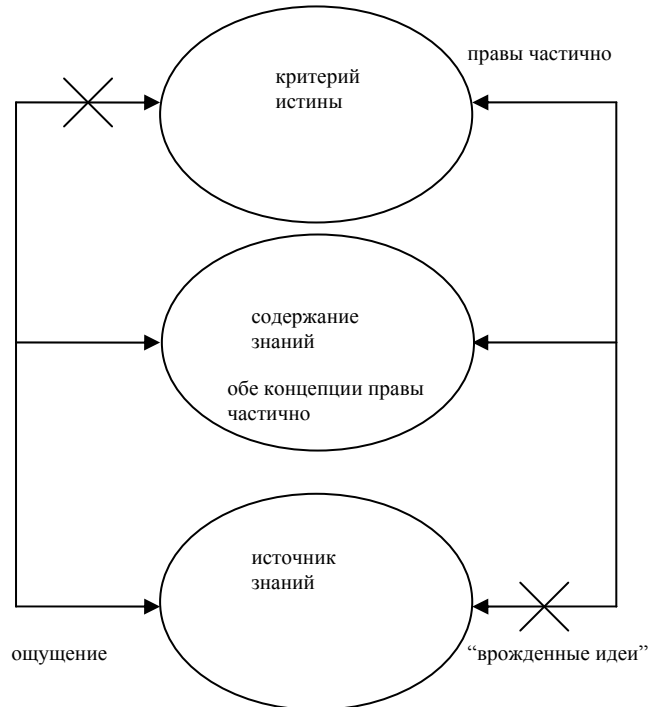 правы частично
критерий
истины
содержание
знаний
обе концепции правы
частично
источник
знаний
ощущение
“врожденные идеи”